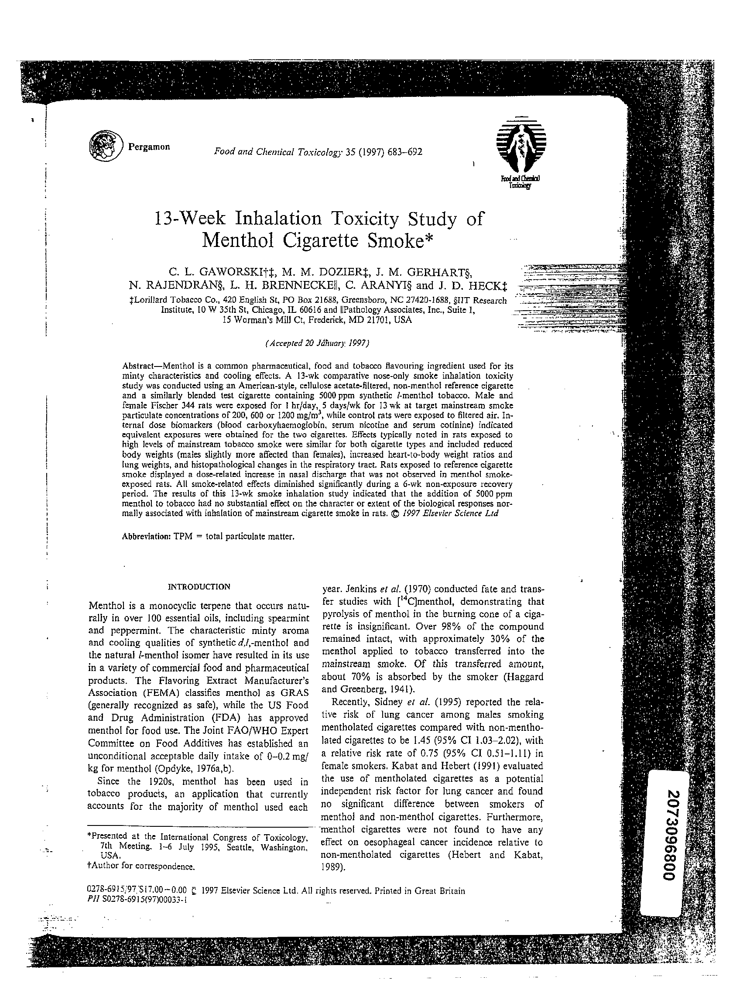 Pergamon
Food and Chemical Toxicology 35 (1997) 683–692
Food and Chemical
Toxicology
13-Week Inhalation Toxicity Study of
Menthol Cigarette Smoke*
C. L. GAWORSKI†‡, M. M. DOZIER‡, J. M. GERHART§,
N. RAJENDRAN§, L. H. BRENNECKE‖, C. ARANYI§ and J. D. HECK‡
‡Lorillard Tobacco Co., 420 English St, PO Box 21688, Greensboro, NC 27420-1688, §IIT Research
Institute, 10 W 35th St, Chicago, IL 60616 and ‖Pathology Associates, Inc., Suite 1,
15 Worman's Mill Ct, Frederick, MD 21701, USA
(Accepted 20 January 1997)
Abstract—Menthol is a common pharmaceutical, food and tobacco flavouring ingredient used for its
minty characteristics and cooling effects. A 13-wk comparative nose-only smoke inhalation toxicity
study was conducted using an American-style, cellulose acetate-filtered, non-menthol reference cigarette
and a similarly blended test cigarette containing 5000 ppm synthetic l-menthol tobacco. Male and
female Fischer 344 rats were exposed for 1 hr/day, 5 days/wk for 13 wk at target mainstream smoke
particulate concentrations of 200, 600 or 1200 mg/m³, while control rats were exposed to filtered air. In-
ternal dose biomarkers (blood carboxyhaemoglobin, serum nicotine and serum cotinine) indicated
equivalent exposures were obtained for the two cigarettes. Effects typically noted in rats exposed to
high levels of mainstream tobacco smoke were similar for both cigarette types and included reduced
body weights (males slightly more affected than females), increased heart-to-body weight ratios and
lung weights, and histopathological changes in the respiratory tract. Rats exposed to reference cigarette
smoke displayed a dose-related increase in nasal discharge that was not observed in menthol smoke-
exposed rats. All smoke-related effects diminished significantly during a 6-wk non-exposure recovery
period. The results of this 13-wk smoke inhalation study indicated that the addition of 5000 ppm
menthol to tobacco had no substantial effect on the character or extent of the biological responses nor-
mally associated with inhalation of mainstream cigarette smoke in rats. © 1997 Elsevier Science Ltd
Abbreviation: TPM = total particulate matter.
INTRODUCTION
Menthol is a monocyclic terpene that occurs natu-
rally in over 100 essential oils, including spearmint
and peppermint. The characteristic minty aroma
and cooling qualities of synthetic d,l,-menthol and
the natural l-menthol isomer have resulted in its use
in a variety of commercial food and pharmaceutical
products. The Flavoring Extract Manufacturer's
Association (FEMA) classifies menthol as GRAS
(generally recognized as safe), while the US Food
and Drug Administration (FDA) has approved
menthol for food use. The Joint FAO/WHO Expert
Committee on Food Additives has established an
unconditional acceptable daily intake of 0–0.2 mg/
kg for menthol (Opdyke, 1976a,b).
Since the 1920s, menthol has been used in
tobacco products, an application that currently
accounts for the majority of menthol used each
*Presented at the International Congress of Toxicology,
7th Meeting. 1–6 July 1995, Seattle, Washington,
USA.
†Author for correspondence.
year. Jenkins et al. (1970) conducted fate and trans-
fer studies with [¹⁴C]menthol, demonstrating that
pyrolysis of menthol in the burning cone of a ciga-
rette is insignificant. Over 98% of the compound
remained intact, with approximately 30% of the
menthol applied to tobacco transferred into the
mainstream smoke. Of this transferred amount,
about 70% is absorbed by the smoker (Haggard
and Greenberg, 1941).
Recently, Sidney et al. (1995) reported the rela-
tive risk of lung cancer among males smoking
mentholated cigarettes compared with non-mentho-
lated cigarettes to be 1.45 (95% CI 1.03–2.02), with
a relative risk rate of 0.75 (95% CI 0.51–1.11) in
female smokers. Kabat and Hebert (1991) evaluated
the use of mentholated cigarettes as a potential
independent risk factor for lung cancer and found
no significant difference between smokers of
menthol and non-menthol cigarettes. Furthermore,
menthol cigarettes were not found to have any
effect on oesophageal cancer incidence relative to
non-mentholated cigarettes (Hebert and Kabat,
1989).
0278-6915/97/$17.00–0.00 © 1997 Elsevier Science Ltd. All rights reserved. Printed in Great Britain
PII S0278-6915(97)00033-1
2073096800